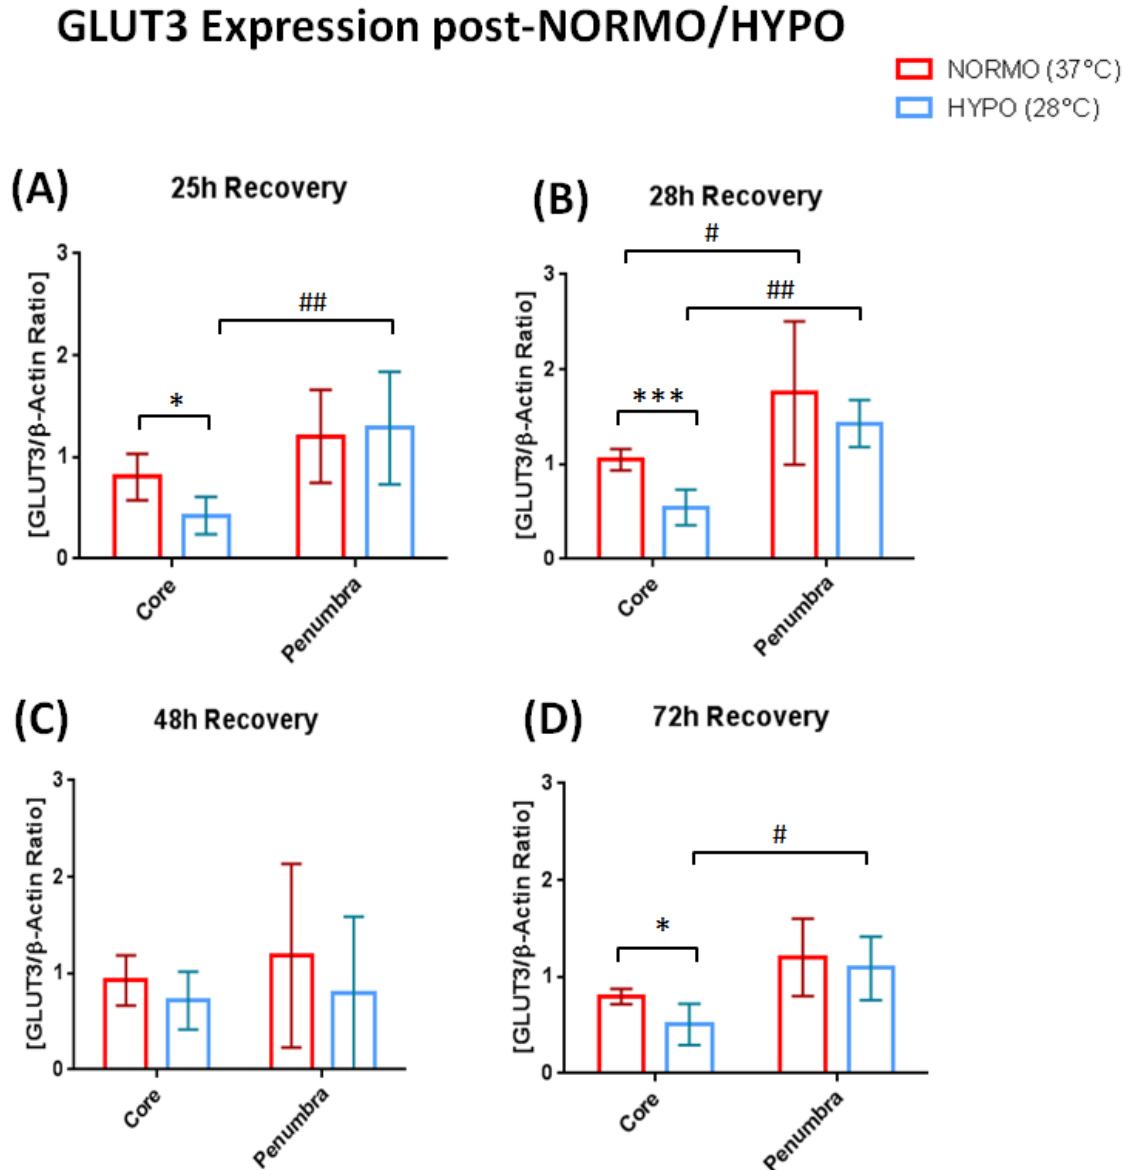 GLUT3 Expression post-NORMO/HYPO
NORMO (37°C)
HYPO (28°C)
(A)
25h Recovery
[GLUT3/β-Actin Ratio]
3
2
1
0
*
##
Core
Penumbra
(B)
28h Recovery
[GLUT3/β-Actin Ratio]
3
2
1
0
#
##
***
Core
Penumbra
(C)
48h Recovery
[GLUT3/β-Actin Ratio]
3
2
1
0
Core
Penumbra
(D)
72h Recovery
[GLUT3/β-Actin Ratio]
3
2
1
0
#
*
Core
Penumbra